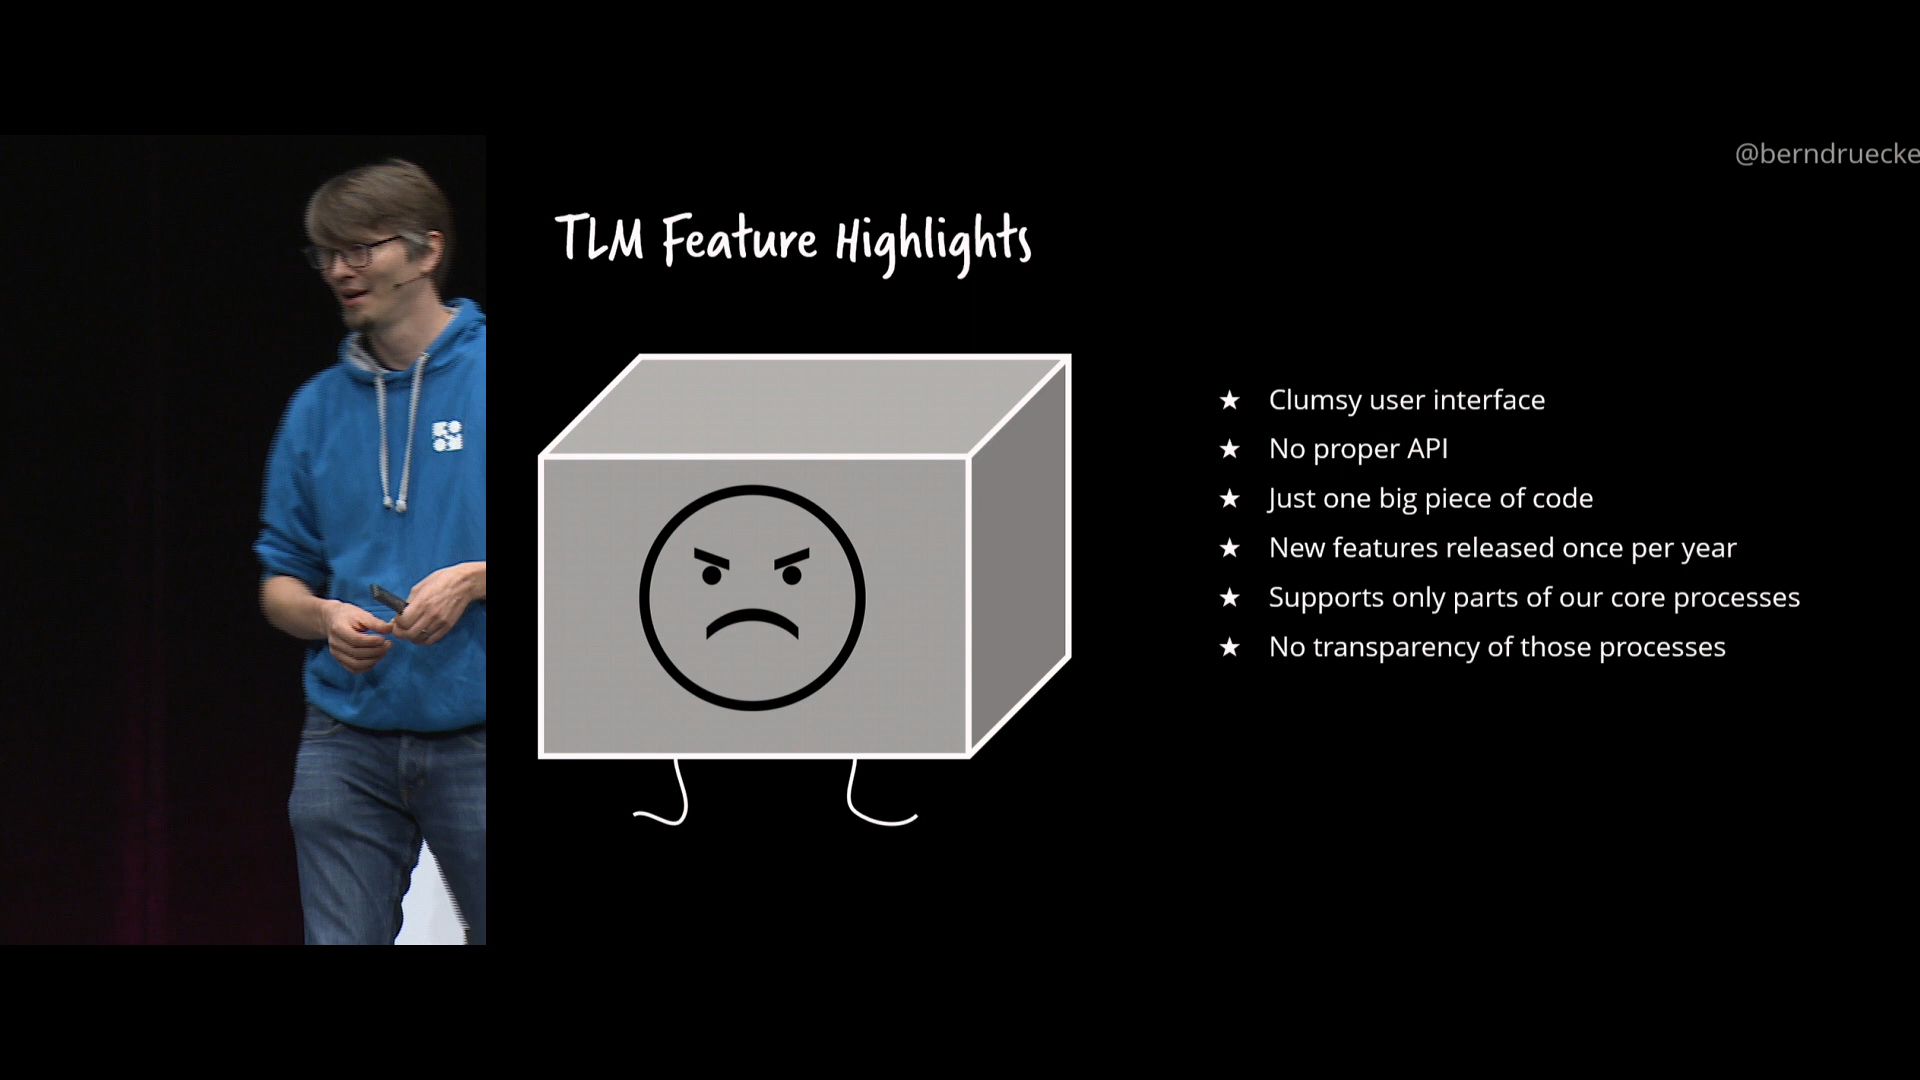 @berndruecke
TLM Feature Highlights
★ Clumsy user interface
★ No proper API
★ Just one big piece of code
★ New features released once per year
★ Supports only parts of our core processes
★ No transparency of those processes